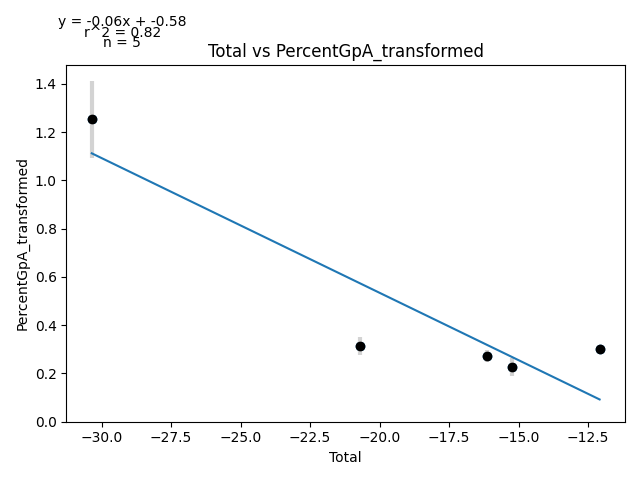 y = -0.06x + -0.58
r^2 = 0.82
n = 5
Total vs PercentGpA_transformed
PercentGpA_transformed
1.4
1.2
1.0
0.8
0.6
0.4
0.2
0.0
−30.0 −27.5 −25.0 −22.5 −20.0 −17.5 −15.0 −12.5
Total